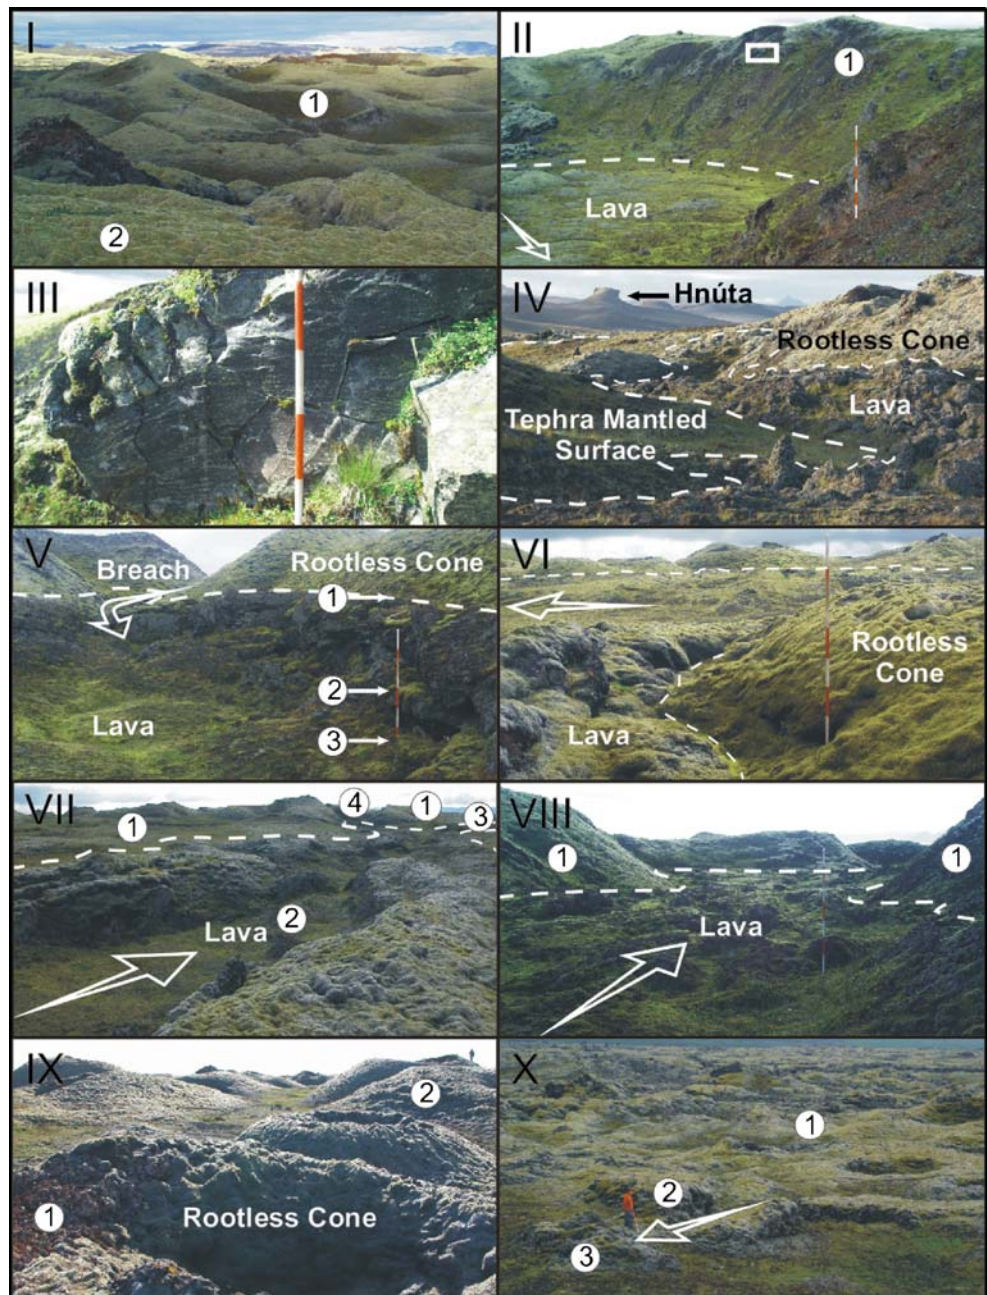 I
1
2
II
1
Lava
III
IV
Hnúta
Rootless Cone
Lava
Tephra Mantled
Surface
V
Breach
Rootless Cone
1
2
Lava
3
VI
Rootless
Cone
Lava
VII
4
1
3
1
2
Lava
VIII
1
1
Lava
IX
2
1
Rootless Cone
X
1
2
3